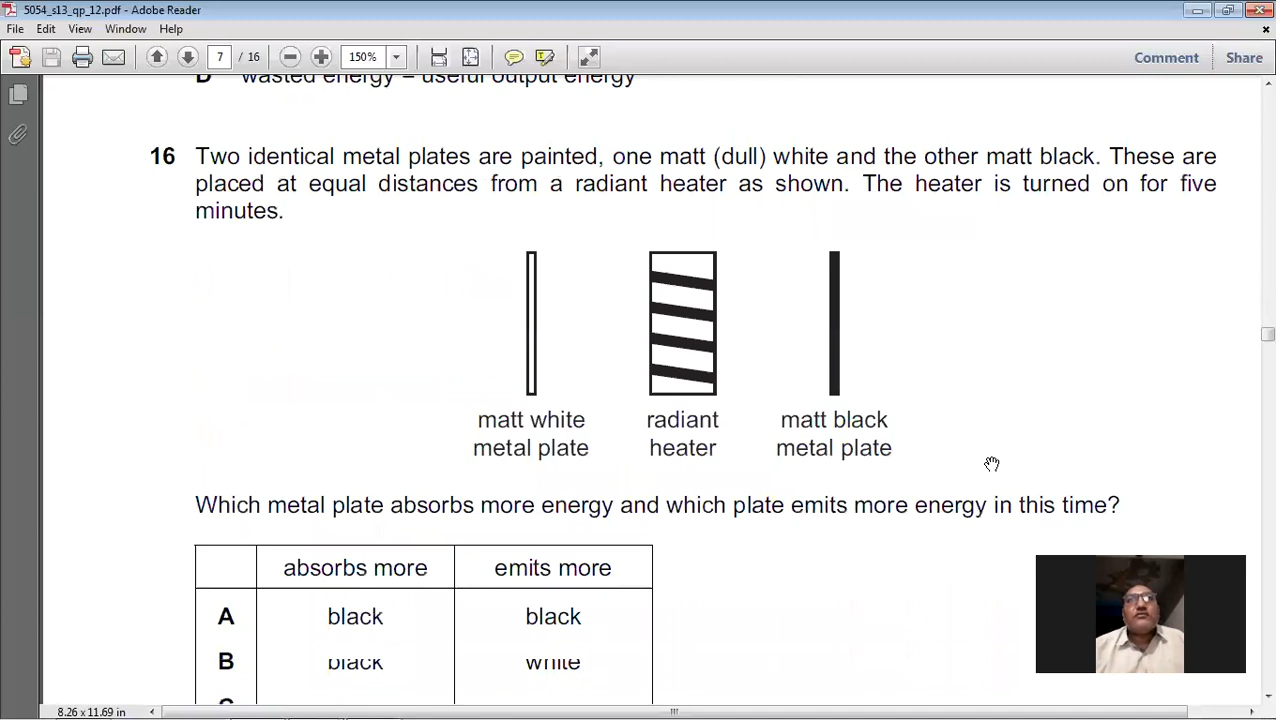 5054_s13_qp_12.pdf - Adobe Reader
File Edit View Window Help
7 / 16 150% Comment Share
D wasted energy = useful output energy
16 Two identical metal plates are painted, one matt (dull) white and the other matt black. These are
placed at equal distances from a radiant heater as shown. The heater is turned on for five
minutes.
matt white radiant matt black
metal plate heater metal plate
Which metal plate absorbs more energy and which plate emits more energy in this time?
absorbs more emits more
A black black
B black white
C
8.26 x 11.69 in